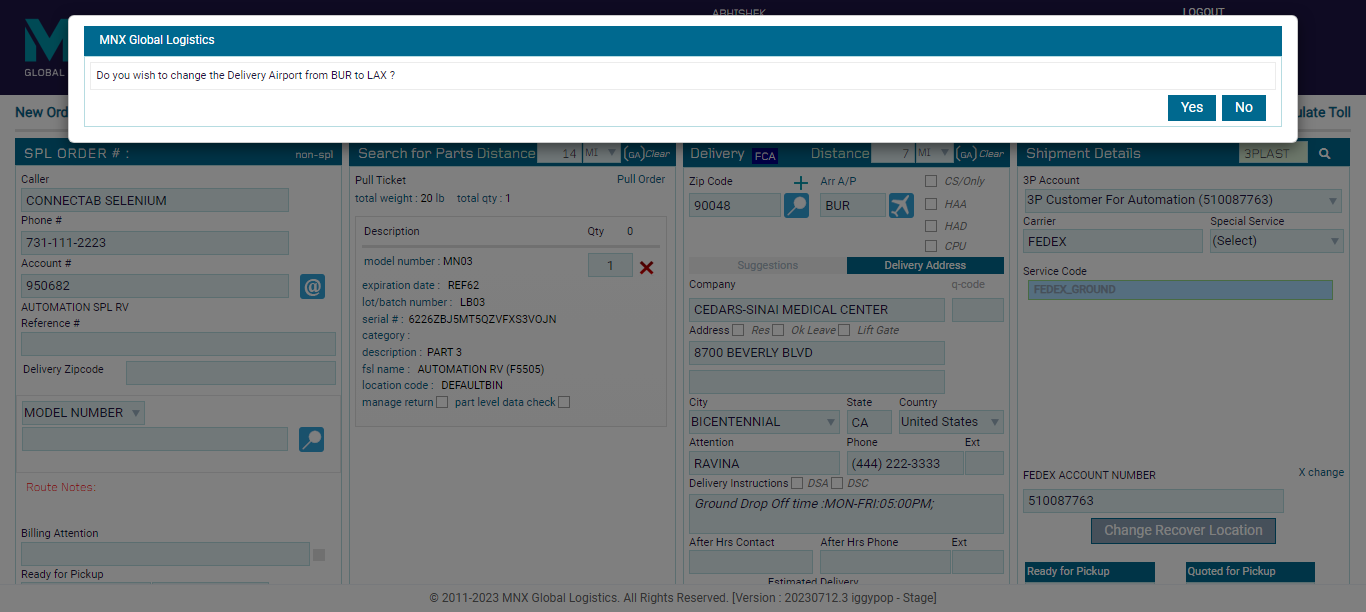 ABHISHEK
LOGOUT
M
GLOBAL
MNX Global Logistics
Do you wish to change the Delivery Airport from BUR to LAX ?
Yes No
New Ord
ulate Toll
SPL ORDER # : non-spl
Caller
CONNECTAB SELENIUM
Phone #
731-111-2223
Account #
950682 @
AUTOMATION SPL RV
Reference #
Delivery Zipcode
MODEL NUMBER
Route Notes:
Billing Attention
Ready for Pickup
Search for Parts Distance 14 MI (GA) Clear
Pull Ticket Pull Order
total weight : 20 lb total qty : 1
Description Qty 0
model number : MN03 1
expiration date : REF62
lot/batch number : LB03
serial # : 6226ZBJ5MT5QZVFXS3VOJN
category :
description : PART 3
fsl name : AUTOMATION RV (F5505)
location code : DEFAULTBIN
manage return part level data check
Delivery FCA Distance 7 MI (GA) Clear
Zip Code + Arr A/P CS/Only
90048 BUR HAA
HAD
CPU
Suggestions Delivery Address
Company q-code
CEDARS-SINAI MEDICAL CENTER
Address Res Ok Leave Lift Gate
8700 BEVERLY BLVD
City State Country
BICENTENNIAL CA United States
Attention Phone Ext
RAVINA (444) 222-3333
Delivery Instructions DSA DSC
Ground Drop Off time :MON-FRI:05:00PM;
After Hrs Contact After Hrs Phone Ext
Estimated Delivery
Shipment Details 3PLAST
3P Account
3P Customer For Automation (510087763)
Carrier Special Service
FEDEX (Select)
Service Code
FEDEX_GROUND
FEDEX ACCOUNT NUMBER X change
510087763
Change Recover Location
Ready for Pickup Quoted for Pickup
© 2011-2023 MNX Global Logistics. All Rights Reserved. [Version : 20230712.3 iggypop - Stage]